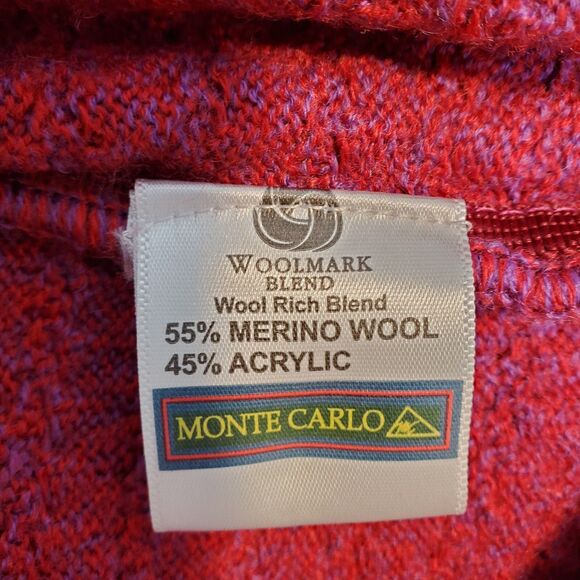 WOOLMARK
BLEND
Wool Rich Blend
55% MERINO WOOL
45% ACRYLIC
MONTE CARLO